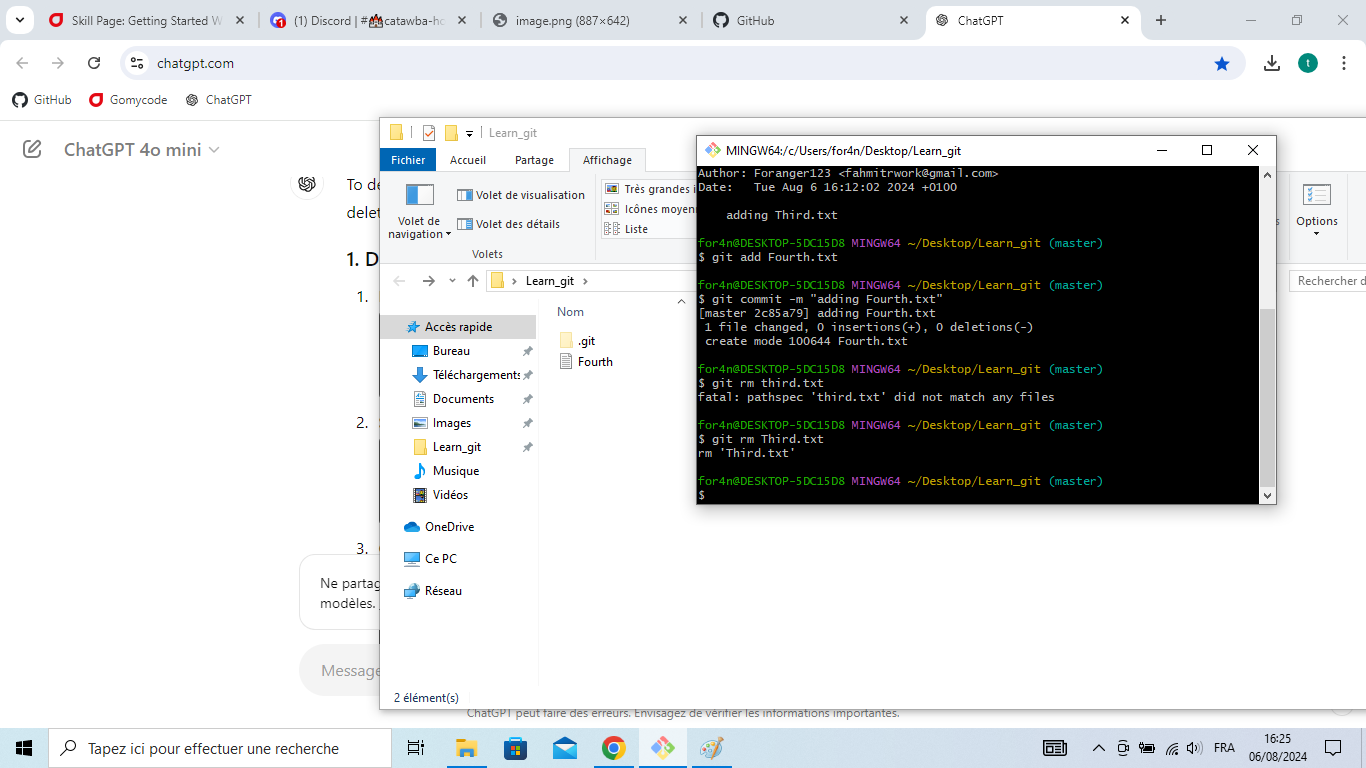 Skill Page: Getting Started W
(1) Discord | #🏰catawba-ho
image.png (887×642)
GitHub
ChatGPT
chatgpt.com
t
GitHub
Gomycode
ChatGPT
ChatGPT 4o mini
To de
delet
1. D
1.
2.
3.
Ne partag
modèles.
Message
ChatGPT peut faire des erreurs. Envisagez de vérifier les informations importantes.
Learn_git
Fichier
Accueil
Partage
Affichage
Volet de
navigation
Volet de visualisation
Volet des détails
Volets
Très grandes i
Icônes moyenn
Liste
Options
Learn_git
Rechercher d
Accès rapide
Bureau
Téléchargements
Documents
Images
Learn_git
Musique
Vidéos
OneDrive
Ce PC
Réseau
Nom
.git
Fourth
2 élément(s)
MINGW64:/c/Users/for4n/Desktop/Learn_git
Author: Foranger123 <fahmitrwork@gmail.com>
Date:   Tue Aug 6 16:12:02 2024 +0100
adding Third.txt
for4n@DESKTOP-5DC15D8 MINGW64 ~/Desktop/Learn_git (master)
$ git add Fourth.txt
for4n@DESKTOP-5DC15D8 MINGW64 ~/Desktop/Learn_git (master)
$ git commit -m "adding Fourth.txt"
[master 2c85a79] adding Fourth.txt
1 file changed, 0 insertions(+), 0 deletions(-)
create mode 100644 Fourth.txt
for4n@DESKTOP-5DC15D8 MINGW64 ~/Desktop/Learn_git (master)
$ git rm third.txt
fatal: pathspec 'third.txt' did not match any files
for4n@DESKTOP-5DC15D8 MINGW64 ~/Desktop/Learn_git (master)
$ git rm Third.txt
rm 'Third.txt'
for4n@DESKTOP-5DC15D8 MINGW64 ~/Desktop/Learn_git (master)
$
Tapez ici pour effectuer une recherche
FRA
16:25
06/08/2024